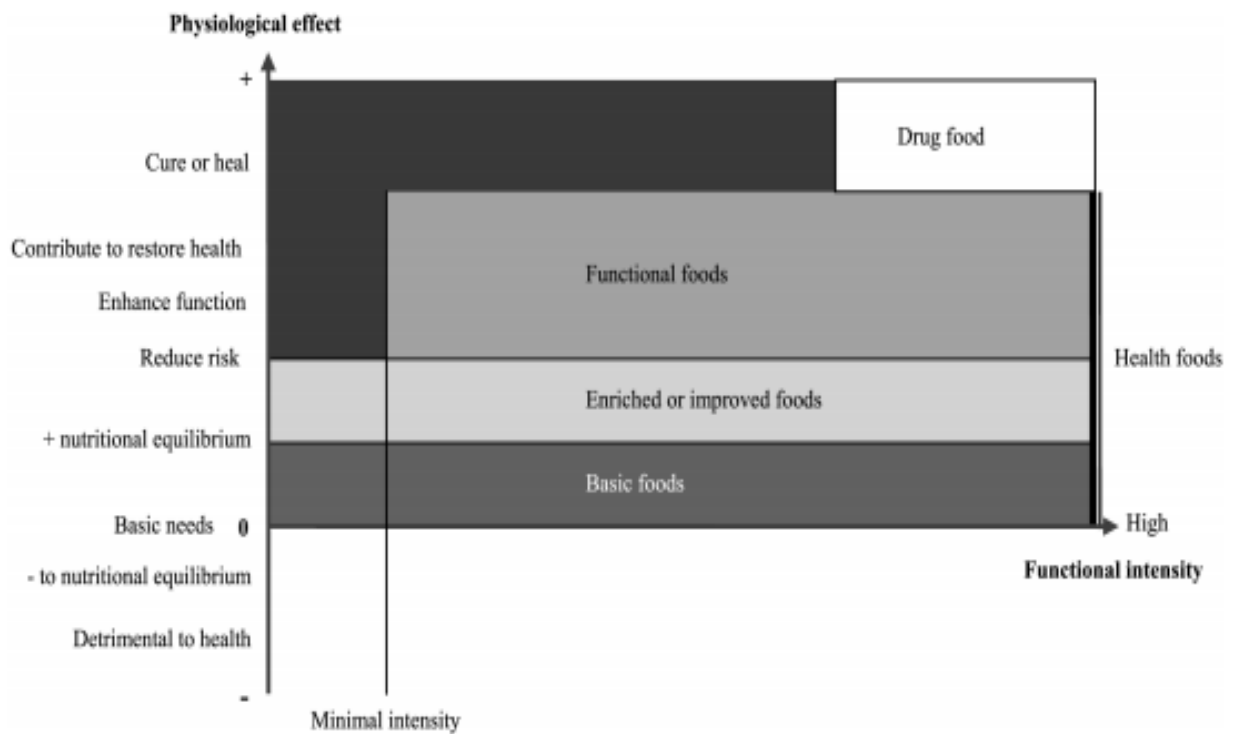 Physiological effect
+
Drug food
Cure or heal
Contribute to restore health
Functional foods
Enhance function
Reduce risk
Health foods
Enriched or improved foods
+ nutritional equilibrium
Basic foods
Basic needs 0
High
Functional intensity
- to nutritional equilibrium
Detrimental to health
-
Minimal intensity